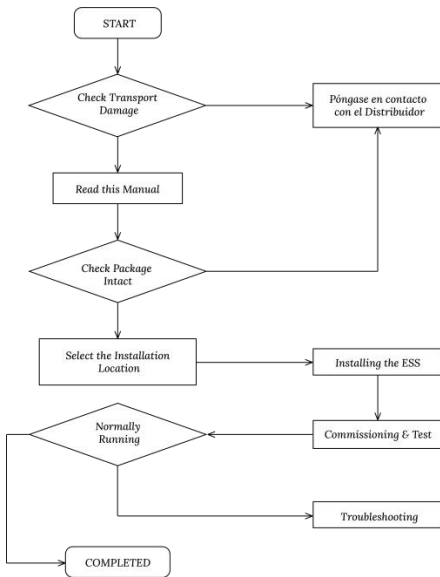 START
Check Transport
Damage
Póngase en contacto
con el Distribuidor
Read this Manual
Check Package
Intact
Select the Installation
Location
Installing the ESS
Normally
Running
Commissioning & Test
Troubleshooting
COMPLETED